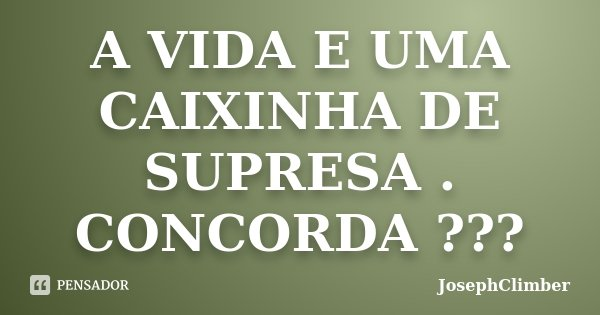 A VIDA E UMA
CAIXINHA DE
SUPRESA .
CONCORDA ???
PENSADOR
JosephClimber